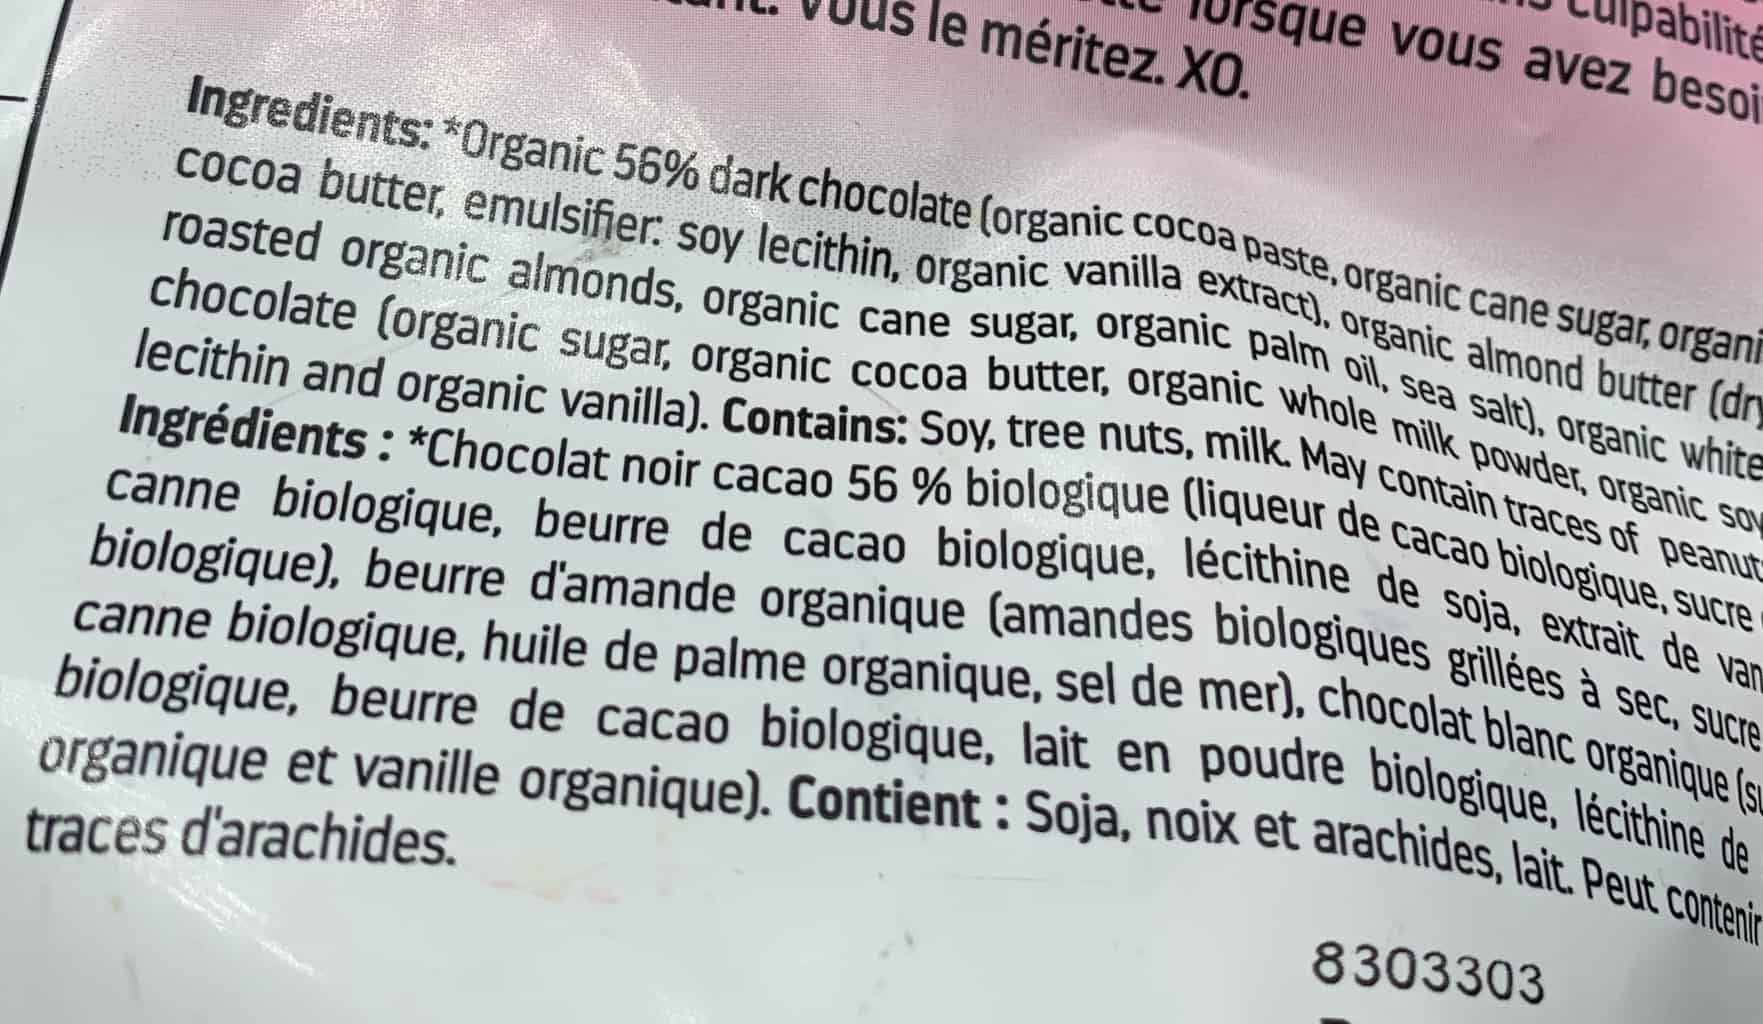 lorsque vous avez
culpabilité
Vous le méritez. XO.
Ingredients: *Organic 56% dark chocolate (organic cocoa paste, organic cane sugar, organi
cocoa butter, emulsifier: soy lecithin, organic vanilla extract), organic almond butter (dry
roasted organic almonds, organic cane sugar, organic palm oil, sea salt), organic white
chocolate (organic sugar, organic cocoa butter, organic whole milk powder, organic soy
lecithin and organic vanilla). Contains: Soy, tree nuts, milk. May contain traces of peanut
Ingrédients : *Chocolat noir cacao 56 % biologique (liqueur de cacao biologique, sucre
canne biologique, beurre de cacao biologique, lécithine de soja, extrait de van
biologique), beurre d'amande organique (amandes biologiques grillées à sec, sucre
canne biologique, huile de palme organique, sel de mer), chocolat blanc organique (su
biologique, beurre de cacao biologique, lait en poudre biologique, lécithine de
organique et vanille organique). Contient : Soja, noix et arachides, lait. Peut contenir
traces d'arachides.
8303303